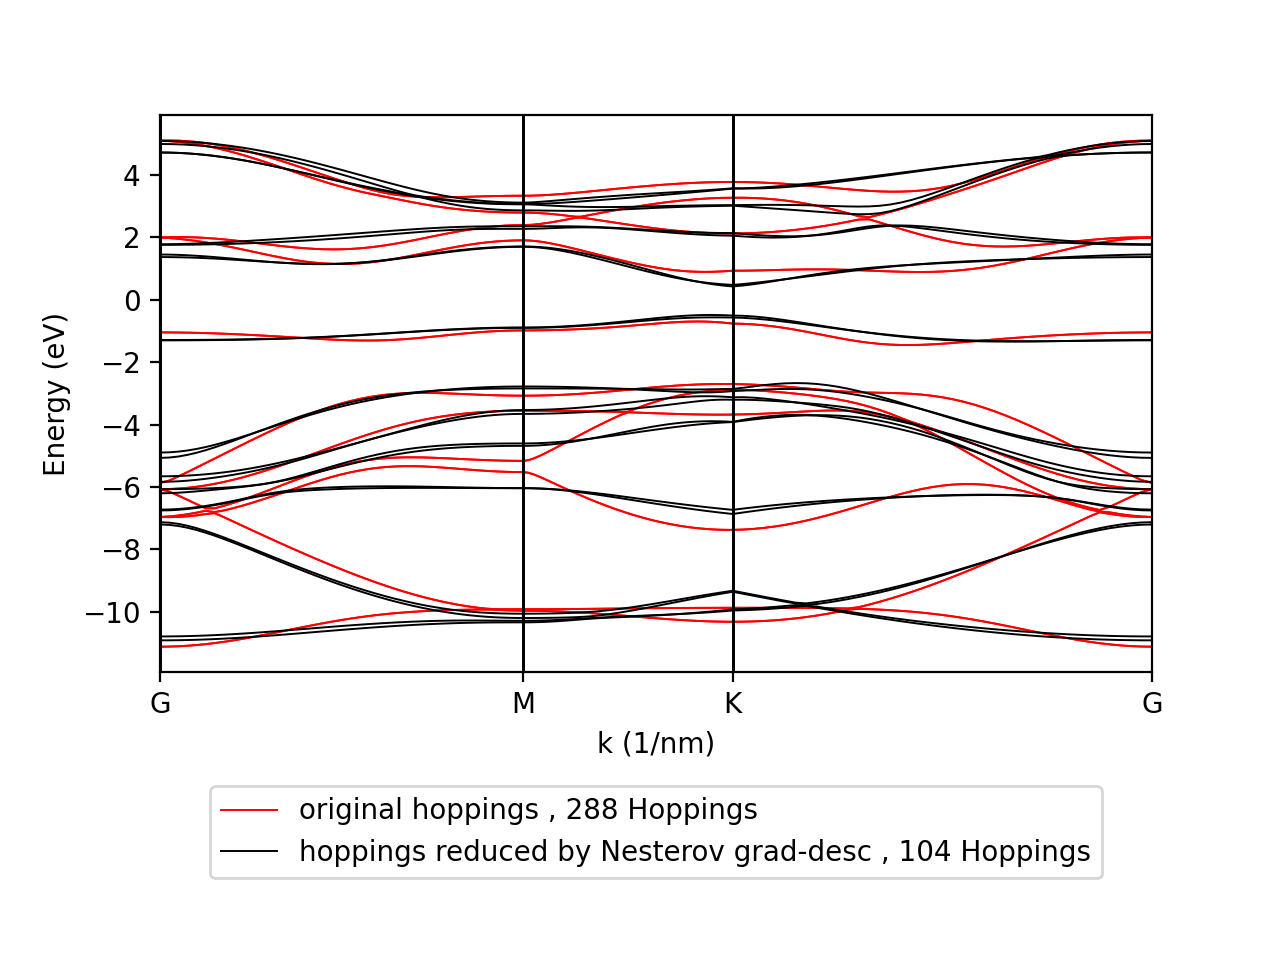 4
2
0
−2
−4
−6
−8
−10
Energy (eV)
G M K G
k (1/nm)
original hoppings , 288 Hoppings
hoppings reduced by Nesterov grad-desc , 104 Hoppings